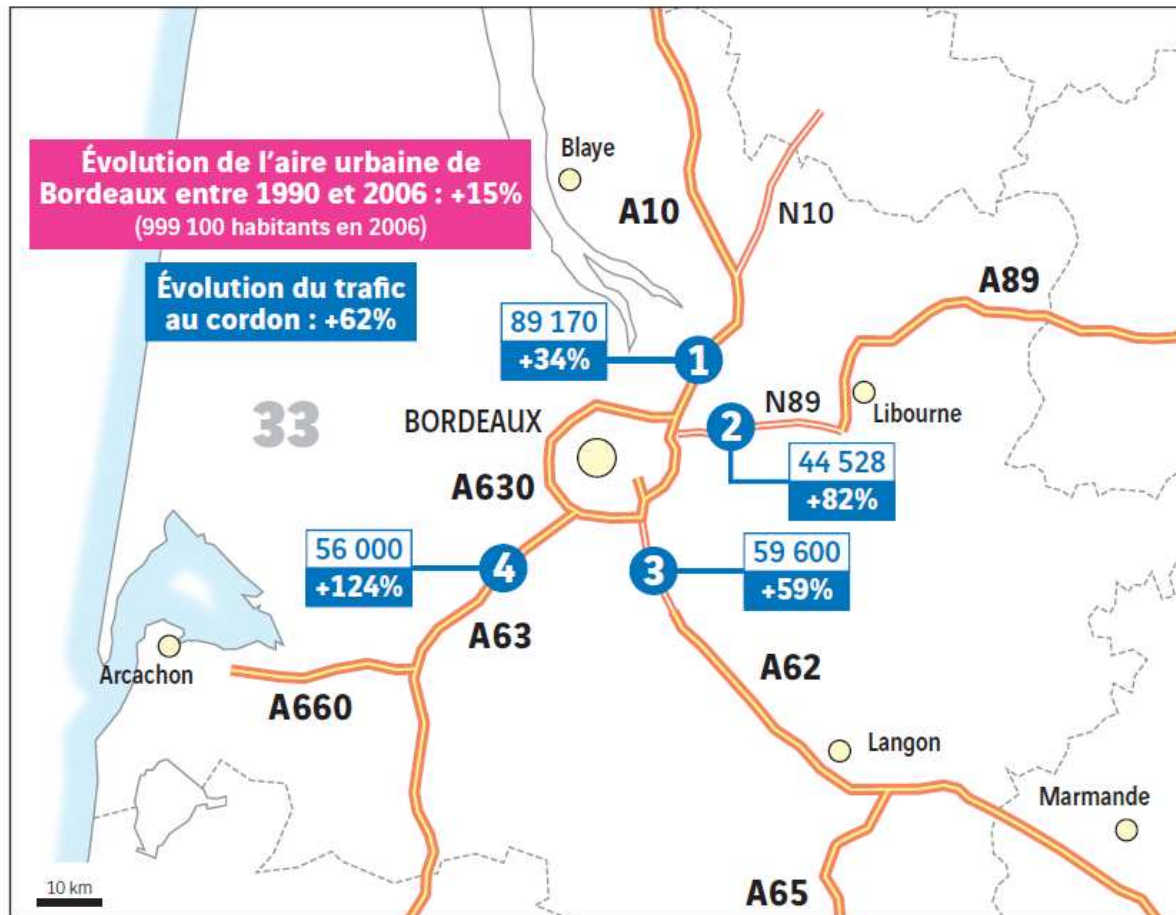 Blaye
Évolution de l’aire urbaine de
Bordeaux entre 1990 et 2006 : +15%
(999 100 habitants en 2006)
A10
N10
Évolution du trafic
au cordon : +62%
A89
89 170
+34%
1
33
BORDEAUX
N89
Libourne
2
A630
44 528
+82%
56 000
+124%
4
3
59 600
+59%
A63
Arcachon
A660
A62
Langon
Marmande
10 km
A65